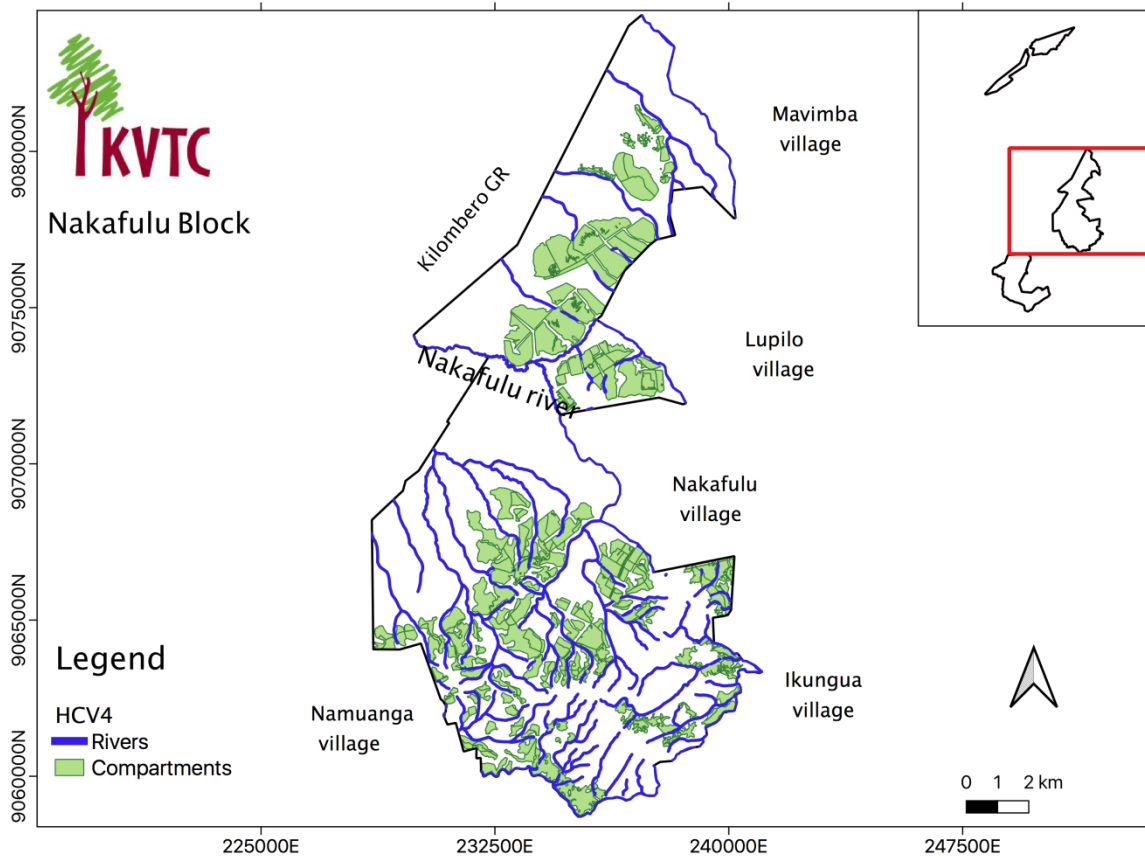 KVTC
Nakafulu Block
Mavimba
village
Kilombero GR
Lupilo
village
Nakafulu river
Nakafulu
village
Ikungua
village
Namuanga
village
Legend
HCV4
Rivers
Compartments
0 1 2 km
9080000N
9075000N
9070000N
9065000N
9060000N
225000E 232500E 240000E 247500E